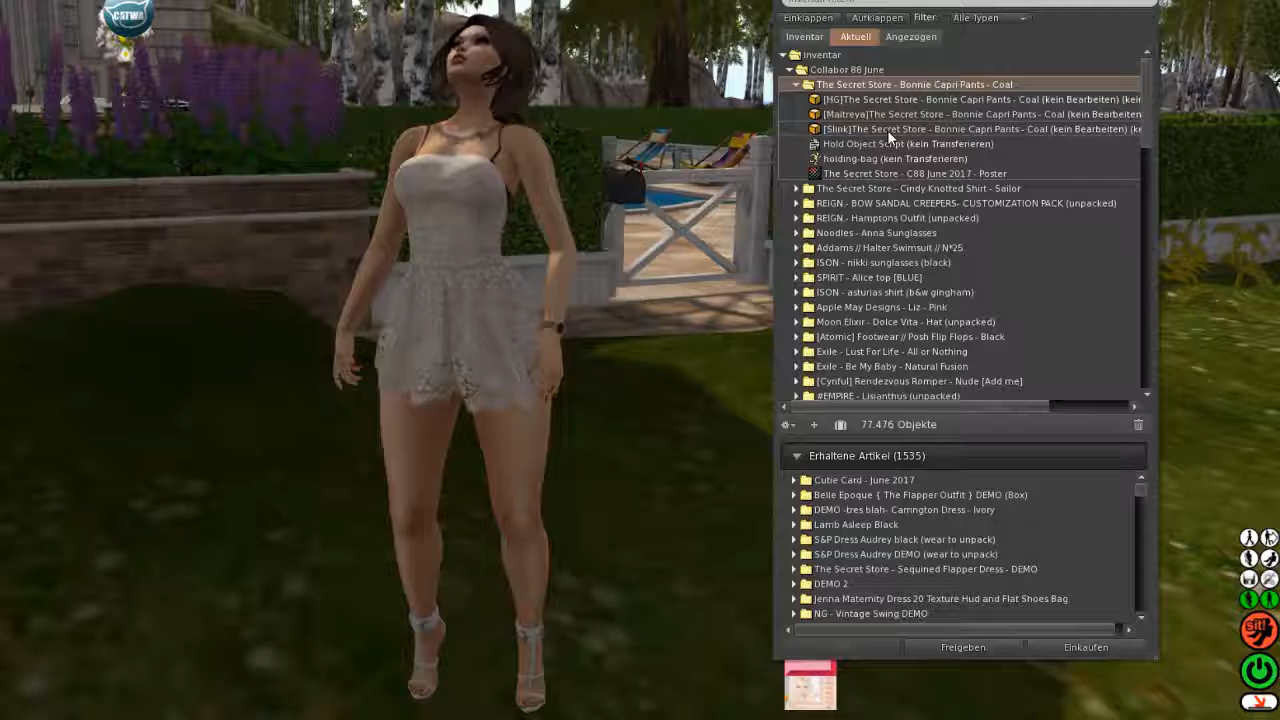 CATWA
Einklappen Aufklappen Filter: Alle Typen
Inventar Aktuell Angezogen
Inventar
Collabor 88 June
The Secret Store - Bonnie Capri Pants - Coal
[HG]The Secret Store - Bonnie Capri Pants - Coal (kein Bearbeiten) (kein
[Maitreya]The Secret Store - Bonnie Capri Pants - Coal (kein Bearbeiten)
[Slink]The Secret Store - Bonnie Capri Pants - Coal (kein Bearbeiten) (ke
Hold Object Script (kein Transferieren)
holding-bag (kein Transferieren)
The Secret Store - C88 June 2017 - Poster
The Secret Store - Cindy Knotted Shirt - Sailor
REIGN.- BOW SANDAL CREEPERS- CUSTOMIZATION PACK (unpacked)
REIGN.- Hamptons Outfit (unpacked)
Noodles - Anna Sunglasses
Addams // Halter Swimsuit // N*25
ISON - nikki sunglasses (black)
SPIRIT - Alice top [BLUE]
ISON - asturias shirt (b&w gingham)
Apple May Designs - Liz - Pink
Moon Elixir - Dolce Vita - Hat (unpacked)
[Atomic] Footwear // Posh Flip Flops - Black
Exile - Lust For Life - All or Nothing
Exile - Be My Baby - Natural Fusion
[Cynful] Rendezvous Romper - Nude [Add me]
#EMPIRE - Lisianthus (unpacked)
77.476 Objekte
Erhaltene Artikel (1535)
Cutie Card - June 2017
Belle Epoque { The Flapper Outfit } DEMO (Box)
DEMO -tres blah- Carrington Dress - Ivory
Lamb Asleep Black
S&P Dress Audrey black (wear to unpack)
S&P Dress Audrey DEMO (wear to unpack)
The Secret Store - Sequined Flapper Dress - DEMO
DEMO 2
Jenna Maternity Dress 20 Texture Hud and Flat Shoes Bag
NG - Vintage Swing DEMO
Freigeben Einkaufen
sit!